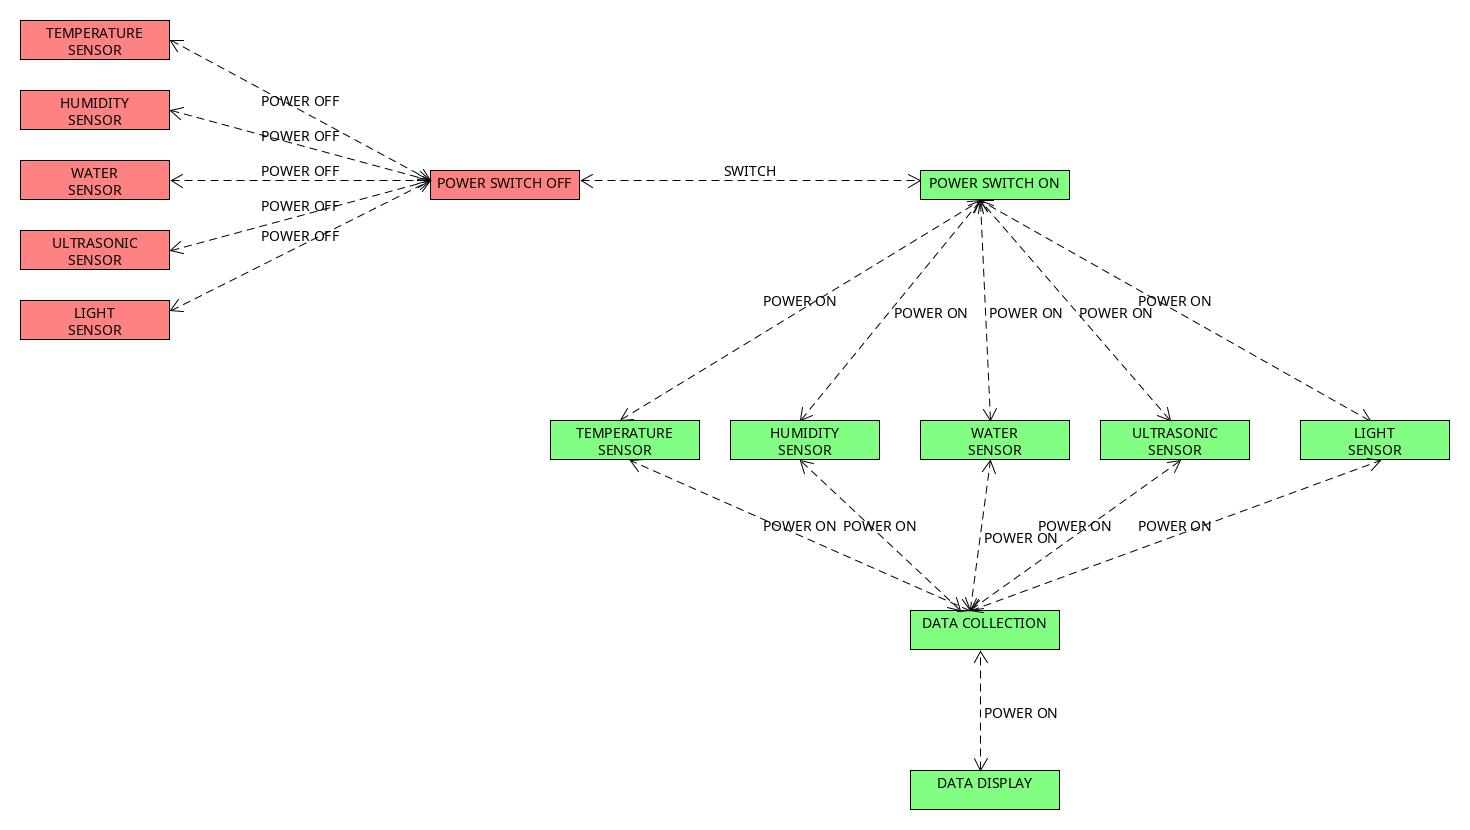 TEMPERATURE
SENSOR
POWER OFF
HUMIDITY
SENSOR
POWER OFF
WATER
SENSOR
POWER OFF
POWER SWITCH OFF
SWITCH
POWER SWITCH ON
POWER OFF
ULTRASONIC
SENSOR
POWER OFF
LIGHT
SENSOR
POWER ON
POWER ON
POWER ON
POWER ON
POWER ON
TEMPERATURE
SENSOR
HUMIDITY
SENSOR
WATER
SENSOR
ULTRASONIC
SENSOR
LIGHT
SENSOR
POWER ON
POWER ON
POWER ON
POWER ON
POWER ON
DATA COLLECTION
POWER ON
DATA DISPLAY